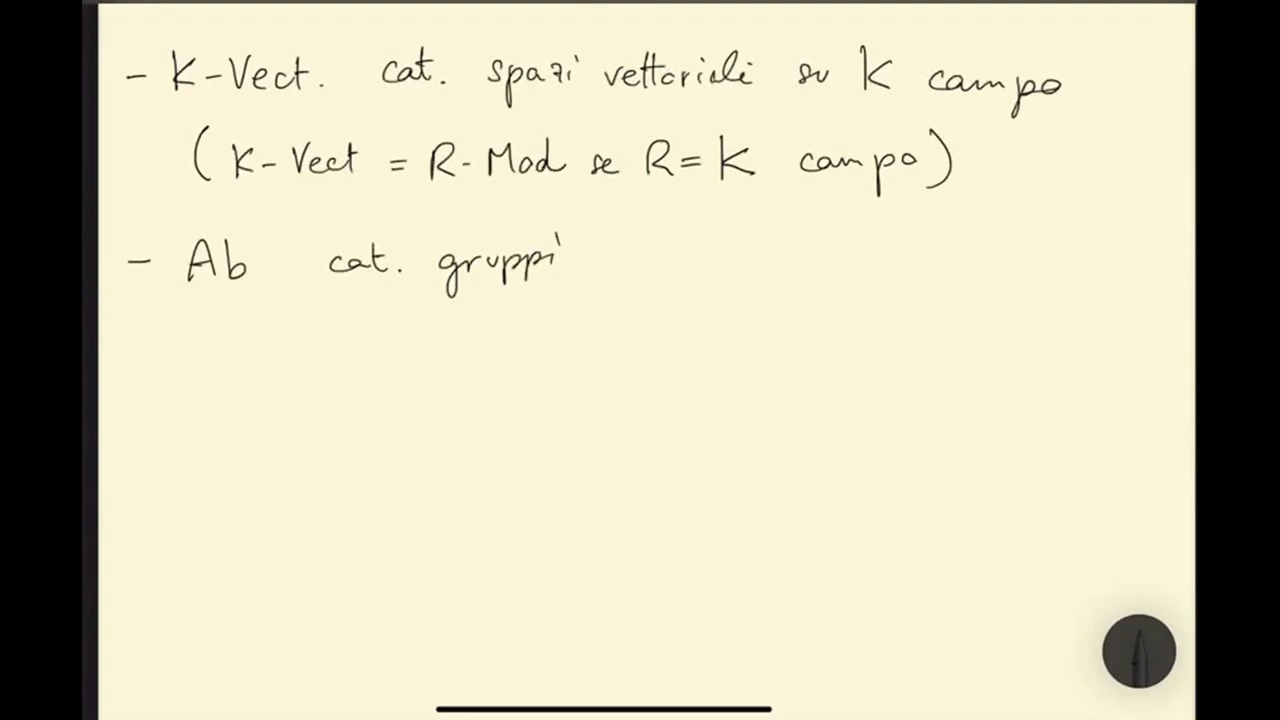 - K-Vect. cat. spazi vettoriali su K campo
(K-Vect = R-Mod se R=K campo)
- Ab cat. gruppi